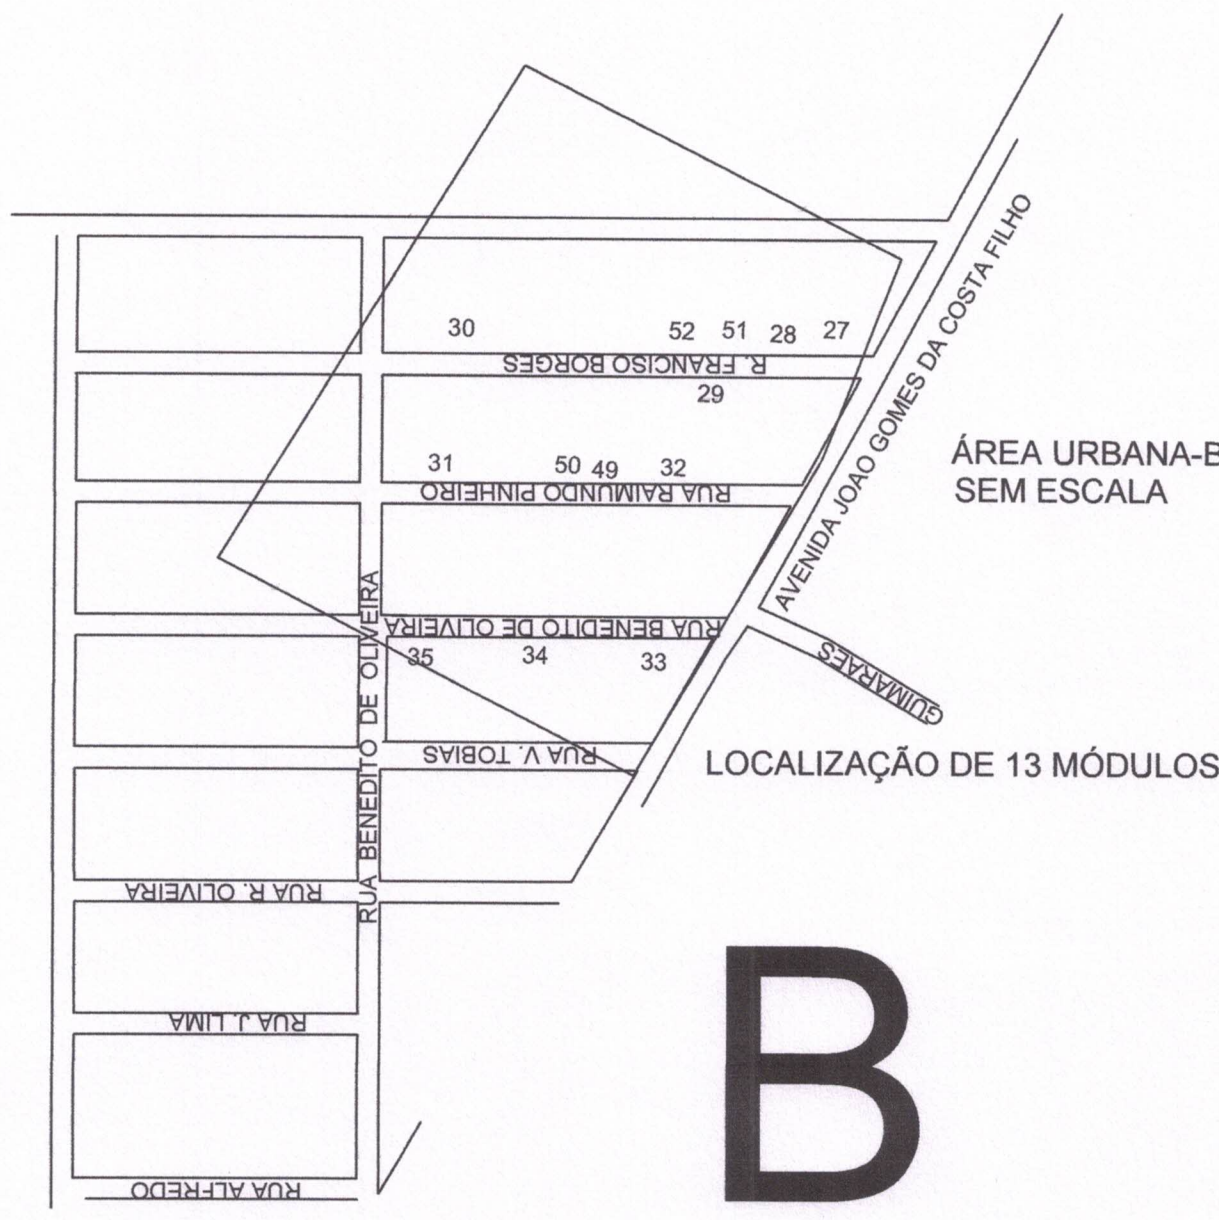 AVENIDA JOAO GOMES DA COSTA FILHO
30 52 51 28 27
R. FRANCISO BORGES
29
31 50 49 32
RUA RAIMUNDO PINHEIRO
ÁREA URBANA-B
SEM ESCALA
RUA BENEDITO DE OLIVEIRA
RUA BENEDITO DE OLIVEIRA
35 34 33
GUIMARAES
RUA V. TOBIAS
LOCALIZAÇÃO DE 13 MÓDULOS
RUA R. OLIVEIRA
RUA J. LIMA
B
RUA ALFREDO